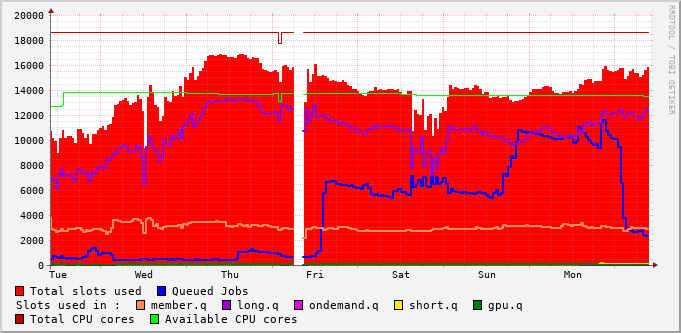 20000
18000
16000
14000
12000
10000
8000
6000
4000
2000
0
Tue Wed Thu Fri Sat Sun Mon
RRDTOOL / TOBI OETIKER
Total slots used Queued Jobs
Slots used in : member.q long.q ondemand.q short.q gpu.q
Total CPU cores Available CPU cores